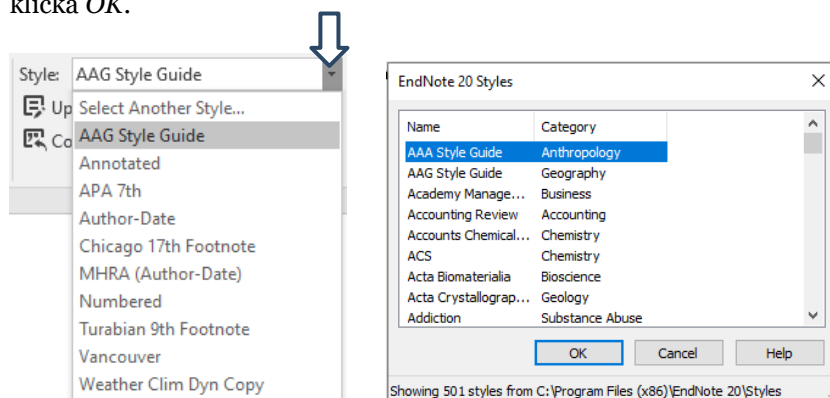 klicka OK.
Style: AAG Style Guide
Up
Co
Select Another Style...
AAG Style Guide
Annotated
APA 7th
Author-Date
Chicago 17th Footnote
MHRA (Author-Date)
Numbered
Turabian 9th Footnote
Vancouver
Weather Clim Dyn Copy
EndNote 20 Styles
Name Category
AAA Style Guide Anthropology
AAG Style Guide Geography
Academy Manage... Business
Accounting Review Accounting
Accounts Chemical... Chemistry
ACS Chemistry
Acta Biomaterialia Bioscience
Acta Crystallograp... Geology
Addiction Substance Abuse
OK Cancel Help
Showing 501 styles from C:\Program Files (x86)\EndNote 20\Styles